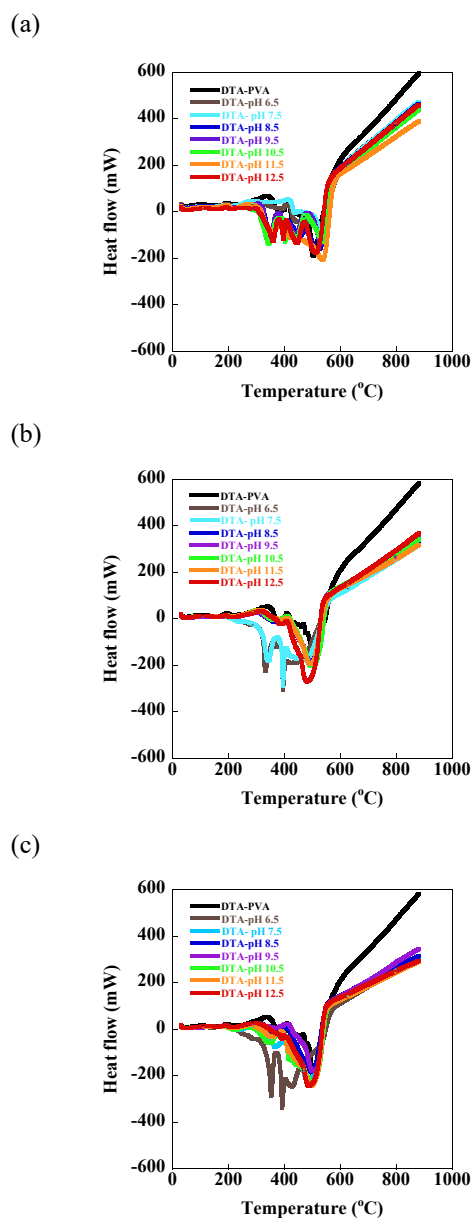 (a)
600
400
200
0
-200
-400
-600
Heat flow (mW)
DTA-PVA
DTA-pH 6.5
DTA- pH 7.5
DTA-pH 8.5
DTA-pH 9.5
DTA-pH 10.5
DTA-pH 11.5
DTA-pH 12.5
0 200 400 600 800 1000
Temperature (°C)
(b)
600
400
200
0
-200
-400
-600
Heat flow (mW)
DTA-PVA
DTA-pH 6.5
DTA- pH 7.5
DTA-pH 8.5
DTA-pH 9.5
DTA-pH 10.5
DTA-pH 11.5
DTA-pH 12.5
0 200 400 600 800 1000
Temperature (°C)
(c)
600
400
200
0
-200
-400
-600
Heat flow (mW)
DTA-PVA
DTA-pH 6.5
DTA- pH 7.5
DTA-pH 8.5
DTA-pH 9.5
DTA-pH 10.5
DTA-pH 11.5
DTA-pH 12.5
0 200 400 600 800 1000
Temperature (°C)